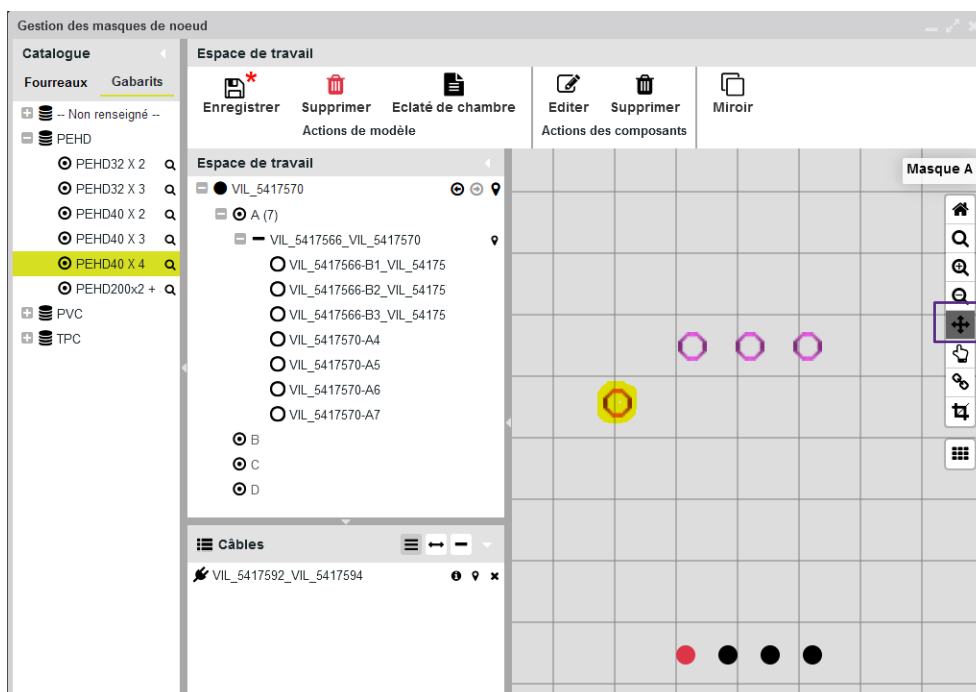 Gestion des masques de noeud
Catalogue
Fourreaux Gabarits
-- Non renseigné --
PEHD
PEHD32 X 2
PEHD32 X 3
PEHD40 X 2
PEHD40 X 3
PEHD40 X 4
PEHD200x2 +
PVC
TPC
Espace de travail
Enregistrer Supprimer Eclaté de chambre
Actions de modèle
Editer Supprimer
Actions des composants
Miroir
Espace de travail
VIL_5417570
A (7)
VIL_5417566_VIL_5417570
VIL_5417566-B1_VIL_54175
VIL_5417566-B2_VIL_54175
VIL_5417566-B3_VIL_54175
VIL_5417570-A4
VIL_5417570-A5
VIL_5417570-A6
VIL_5417570-A7
B
C
D
Câbles
VIL_5417592_VIL_5417594
Masque A